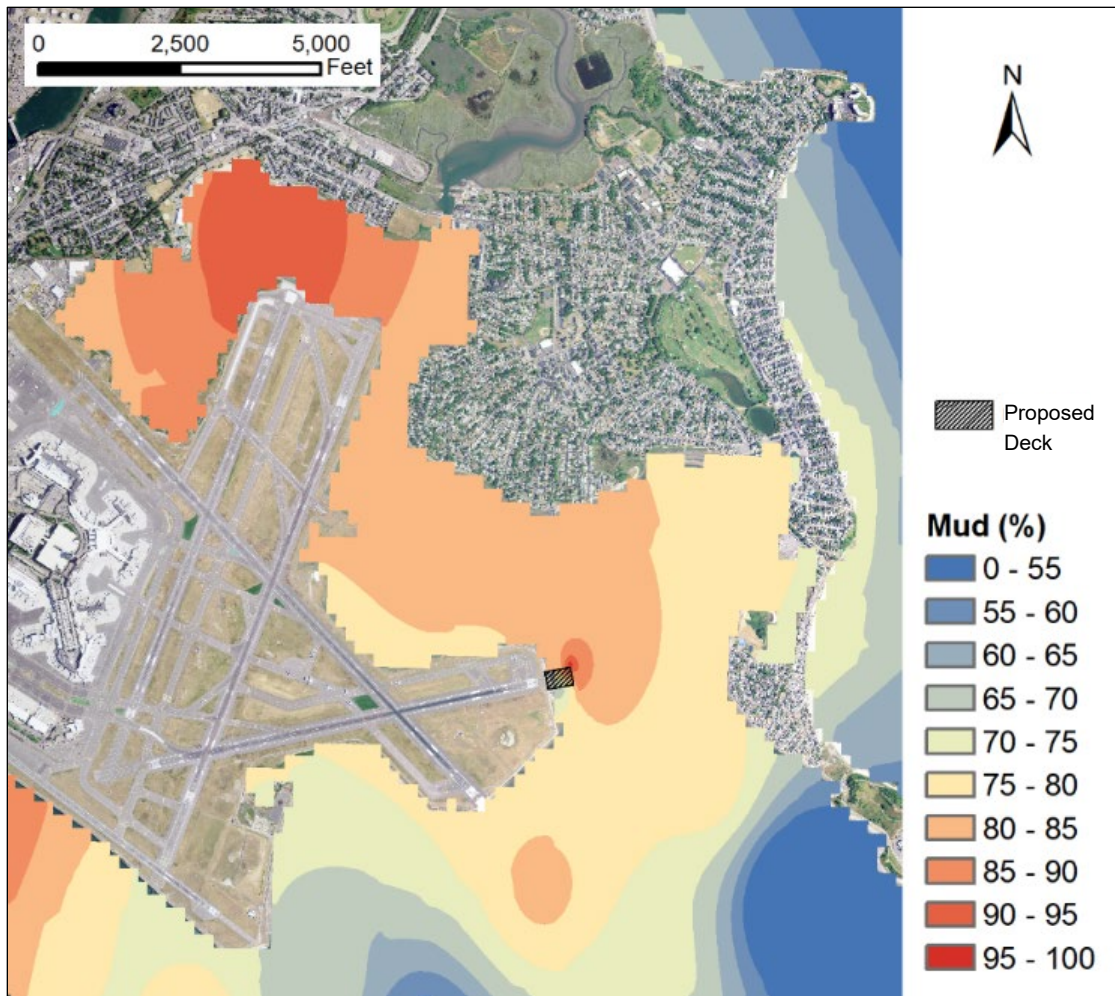 0 2,500 5,000
Feet
N
Proposed
Deck
Mud (%)
0 - 55
55 - 60
60 - 65
65 - 70
70 - 75
75 - 80
80 - 85
85 - 90
90 - 95
95 - 100